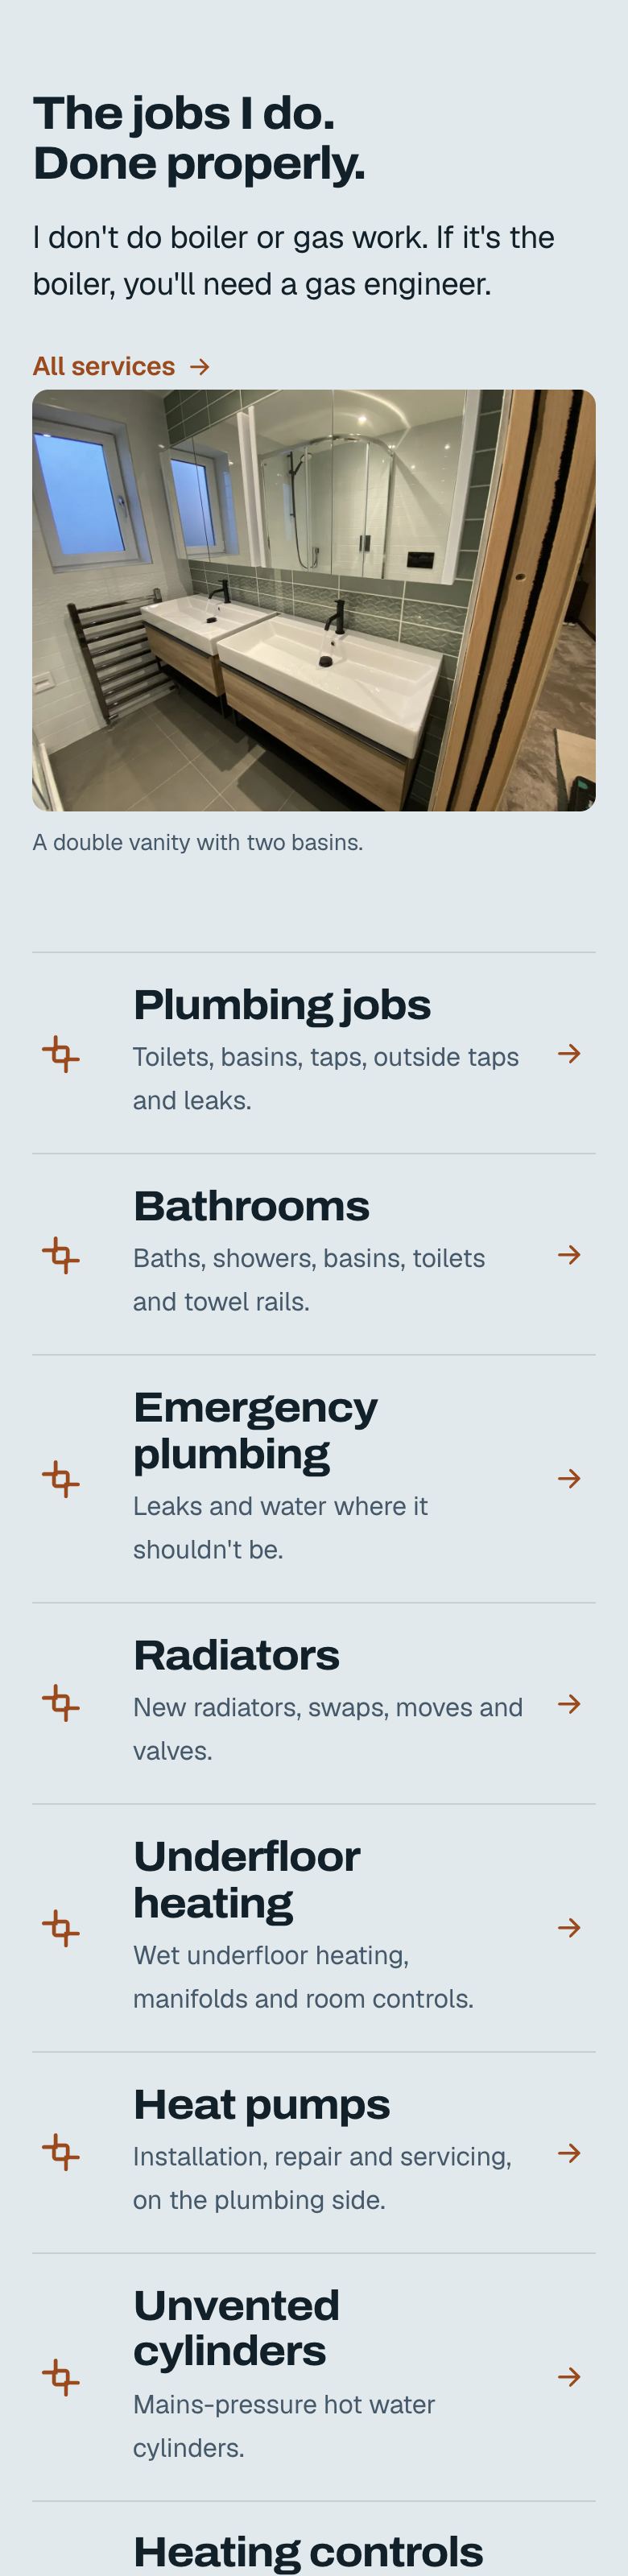 The jobs I do.
Done properly.
I don't do boiler or gas work. If it's the
boiler, you'll need a gas engineer.
All services →
A double vanity with two basins.
Plumbing jobs
Toilets, basins, taps, outside taps
and leaks.
Bathrooms
Baths, showers, basins, toilets
and towel rails.
Emergency
plumbing
Leaks and water where it
shouldn't be.
Radiators
New radiators, swaps, moves and
valves.
Underfloor
heating
Wet underfloor heating,
manifolds and room controls.
Heat pumps
Installation, repair and servicing,
on the plumbing side.
Unvented
cylinders
Mains-pressure hot water
cylinders.
Heating controls